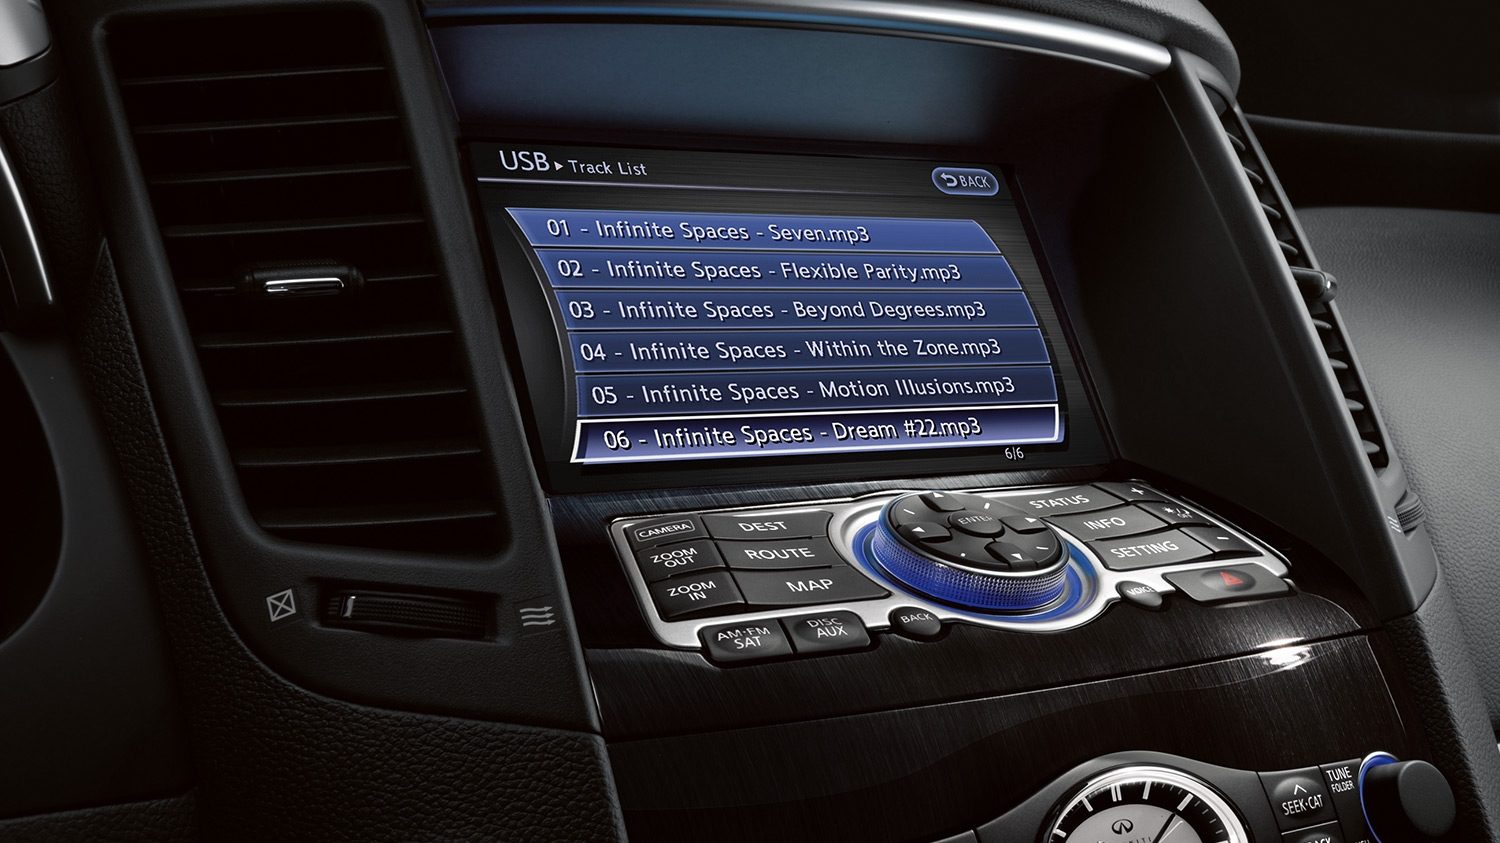 USB ▸ Track List
BACK
01 - Infinite Spaces - Seven.mp3
02 - Infinite Spaces - Flexible Parity.mp3
03 - Infinite Spaces - Beyond Degrees.mp3
04 - Infinite Spaces - Within the Zone.mp3
05 - Infinite Spaces - Motion Illusions.mp3
06 - Infinite Spaces - Dream #22.mp3
6/6
CAMERA
DEST
ENTER
STATUS
+
ZOOM
OUT
ROUTE
INFO
OFF
ZOOM
IN
MAP
SETTING
-
AM·FM
SAT
DISC
AUX
BACK
VOICE
SEEK·CAT
TUNE
FOLDER